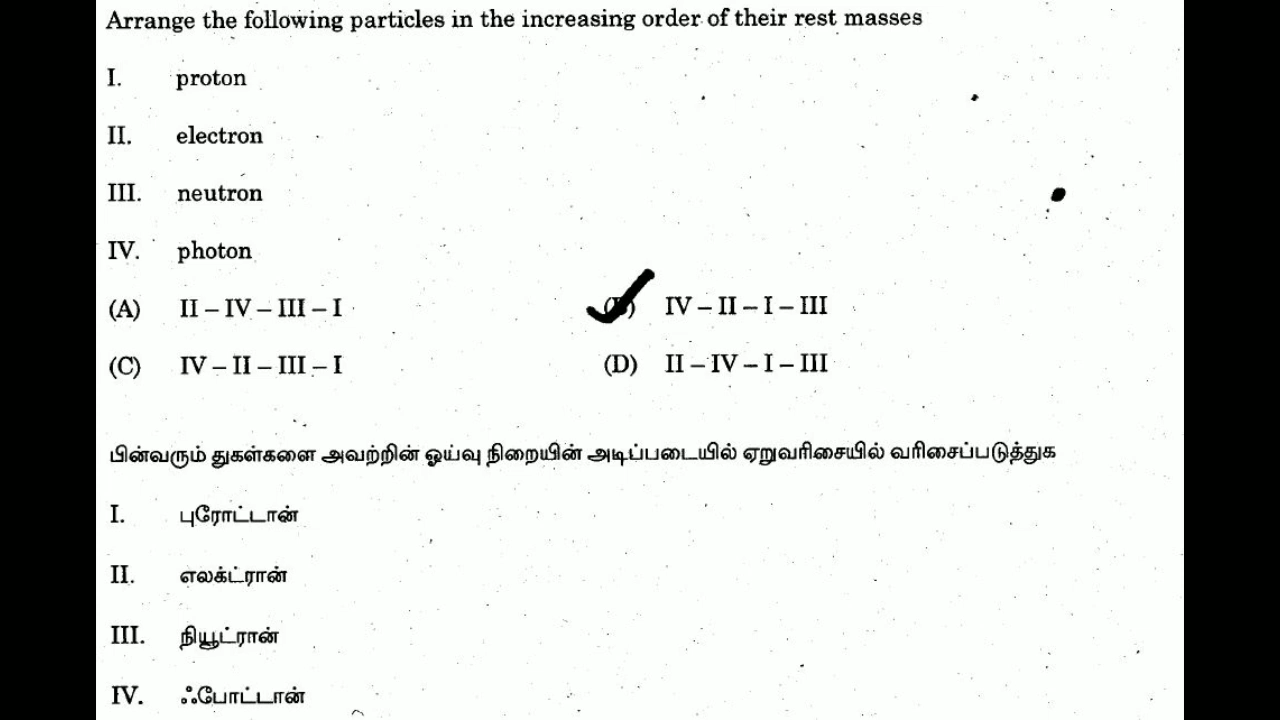 Arrange the following particles in the increasing order of their rest masses
I. proton
II. electron
III. neutron
IV. photon
(A) II – IV – III – I (B) IV – II – I – III
(C) IV – II – III – I (D) II – IV – I – III
பின்வரும் துகள்களை அவற்றின் ஓய்வு நிறையின் அடிப்படையில் ஏறுவரிசையில் வரிசைப்படுத்துக
I. புரோட்டான்
II. எலக்ட்ரான்
III. நியூட்ரான்
IV. ஃபோட்டான்